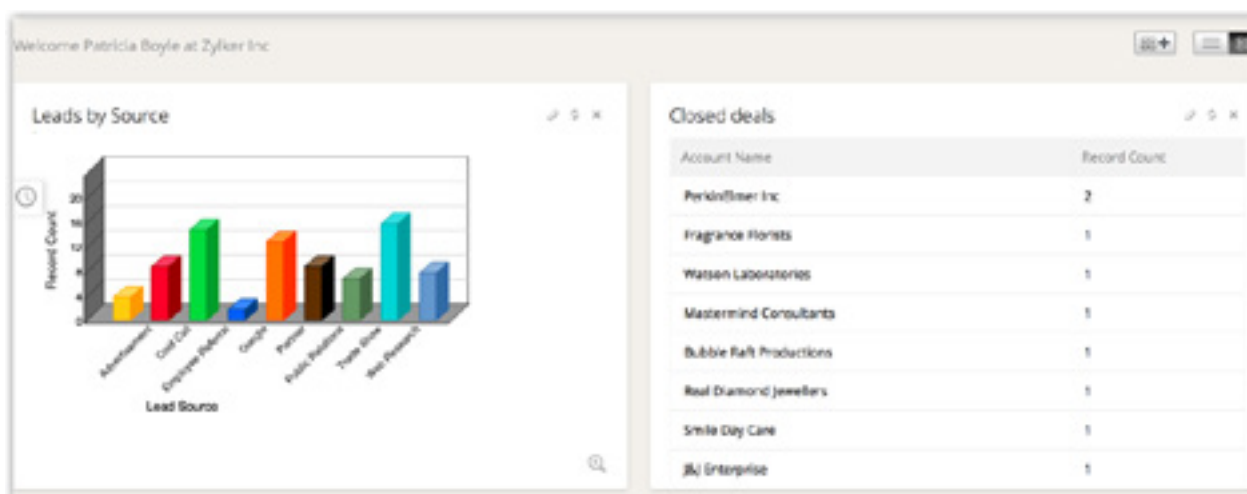 Welcome Patricia Boyle at Zylker Inc
Leads by Source
Record Count
20
16
12
8
4
0
Advertisement
Cold Call
Employee Referral
Google
Partner
Public Relations
Trade Show
Web Research
Lead Source
Closed deals
Account Name Record Count
PerkinElmer Inc 2
Fragrance Florists 1
Watson Laboratories 1
Mastermind Consultants 1
Bubble Raft Productions 1
Real Diamond Jewellers 1
Smile Day Care 1
J&J Enterprise 1